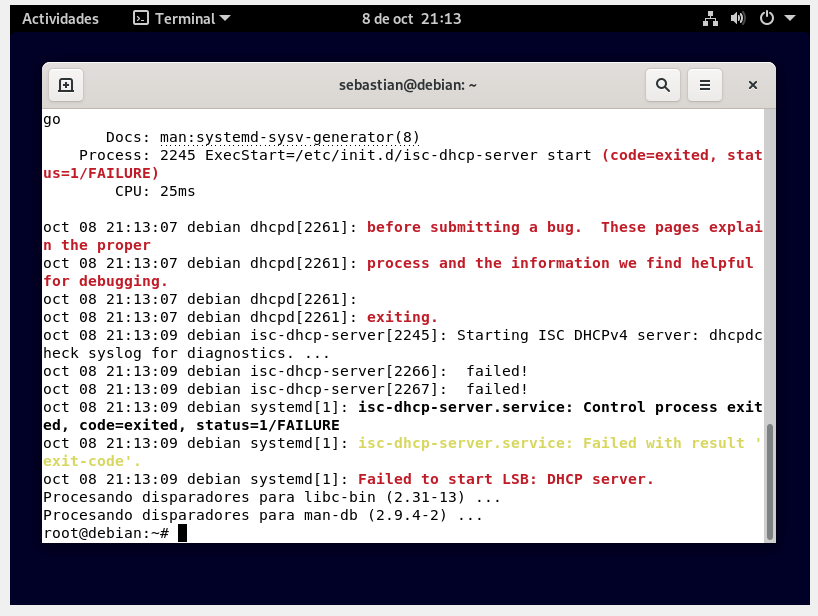 Actividades Terminal 8 de oct 21:13
sebastian@debian: ~
go
Docs: man:systemd-sysv-generator(8)
Process: 2245 ExecStart=/etc/init.d/isc-dhcp-server start (code=exited, stat
us=1/FAILURE)
CPU: 25ms
oct 08 21:13:07 debian dhcpd[2261]: before submitting a bug.  These pages explai
n the proper
oct 08 21:13:07 debian dhcpd[2261]: process and the information we find helpful
for debugging.
oct 08 21:13:07 debian dhcpd[2261]:
oct 08 21:13:07 debian dhcpd[2261]: exiting.
oct 08 21:13:09 debian isc-dhcp-server[2245]: Starting ISC DHCPv4 server: dhcpdc
heck syslog for diagnostics. ...
oct 08 21:13:09 debian isc-dhcp-server[2266]:  failed!
oct 08 21:13:09 debian isc-dhcp-server[2267]:  failed!
oct 08 21:13:09 debian systemd[1]: isc-dhcp-server.service: Control process exit
ed, code=exited, status=1/FAILURE
oct 08 21:13:09 debian systemd[1]: isc-dhcp-server.service: Failed with result '
exit-code'.
oct 08 21:13:09 debian systemd[1]: Failed to start LSB: DHCP server.
Procesando disparadores para libc-bin (2.31-13) ...
Procesando disparadores para man-db (2.9.4-2) ...
root@debian:~#